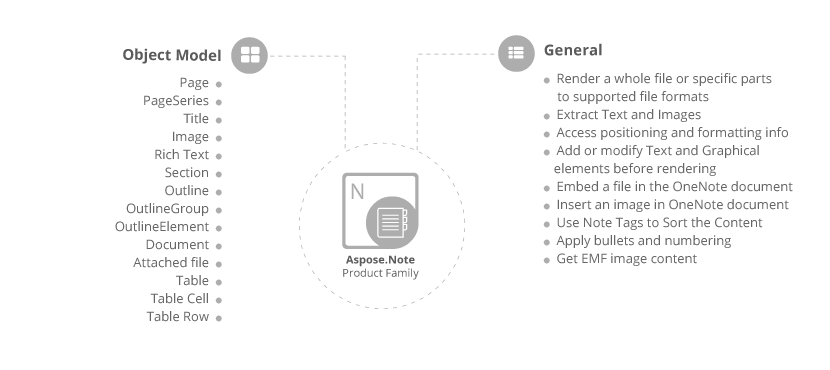 Object Model
Page
PageSeries
Title
Image
Rich Text
Section
Outline
OutlineGroup
OutlineElement
Document
Attached file
Table
Table Cell
Table Row
N
Aspose.Note
Product Family
General
Render a whole file or specific parts
to supported file formats
Extract Text and Images
Access positioning and formatting info
Add or modify Text and Graphical
elements before rendering
Embed a file in the OneNote document
Insert an image in OneNote document
Use Note Tags to Sort the Content
Apply bullets and numbering
Get EMF image content